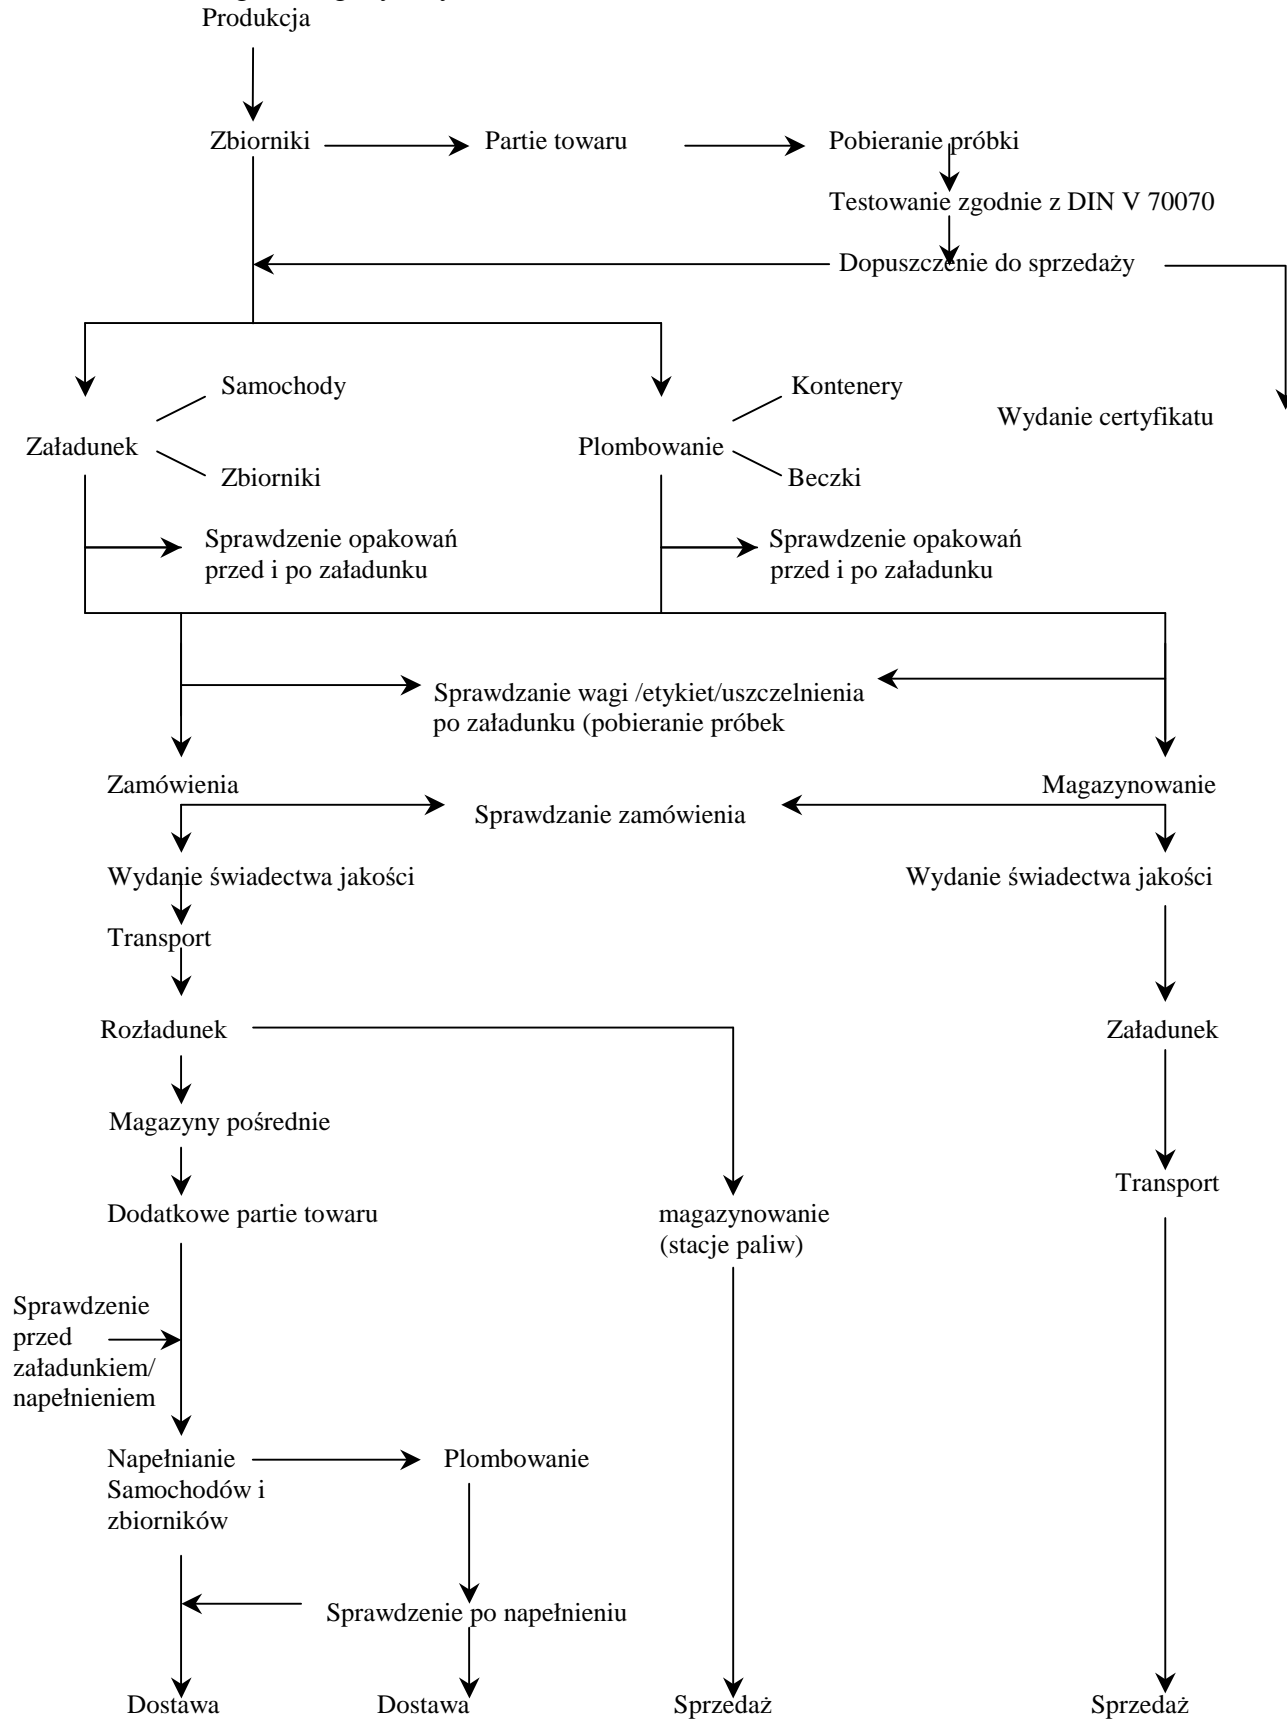 Produkcja
Zbiorniki
Partie towaru
Pobieranie próbki
Testowanie zgodnie z DIN V 70070
Dopuszczenie do sprzedaży
Samochody
Kontenery
Wydanie certyfikatu
Załadunek
Plombowanie
Zbiorniki
Beczki
Sprawdzenie opakowań
przed i po załadunku
Sprawdzenie opakowań
przed i po załadunku
Sprawdzanie wagi /etykiet/uszczelnienia
po załadunku (pobieranie próbek
Zamówienia
Magazynowanie
Sprawdzanie zamówienia
Wydanie świadectwa jakości
Wydanie świadectwa jakości
Transport
Rozładunek
Załadunek
Magazyny pośrednie
Transport
Dodatkowe partie towaru
magazynowanie
(stacje paliw)
Sprawdzenie
przed
załadunkiem/
napełnieniem
Napełnianie
Samochodów i
zbiorników
Plombowanie
Sprawdzenie po napełnieniu
Dostawa
Dostawa
Sprzedaż
Sprzedaż